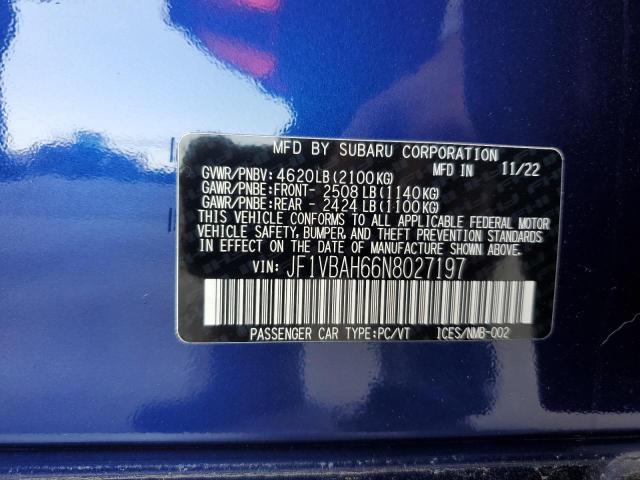 MFD BY SUBARU CORPORATION
GVWR/PNBV: 4620LB(2100KG) MFD IN 11/22
GAWR/PNBE:FRONT- 2508LB(1140KG)
GAWR/PNBE:REAR - 2424LB(1100KG)
THIS VEHICLE CONFORMS TO ALL APPLICABLE FEDERAL MOTOR
VEHICLE SAFETY, BUMPER, AND THEFT PREVENTION STANDARDS
IN EFFECT ON THE DATE OF MANUFACTURE SHOWN ABOVE.
VIN: JF1VBAH66N8027197
PASSENGER CAR TYPE:PC/VT ICES/NMB-002